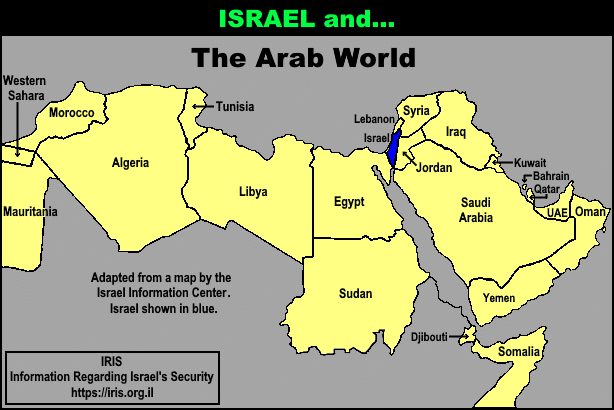 ISRAEL and...
The Arab World
Western
Sahara
Morocco
Tunisia
Lebanon
Syria
Israel
Iraq
Algeria
Jordan
Kuwait
Bahrain
Qatar
Libya
Egypt
Saudi
Arabia
UAE
Oman
Mauritania
Adapted from a map by the
Israel Information Center.
Israel shown in blue.
Sudan
Yemen
Djibouti
Somalia
IRIS
Information Regarding Israel's Security
https://iris.org.il